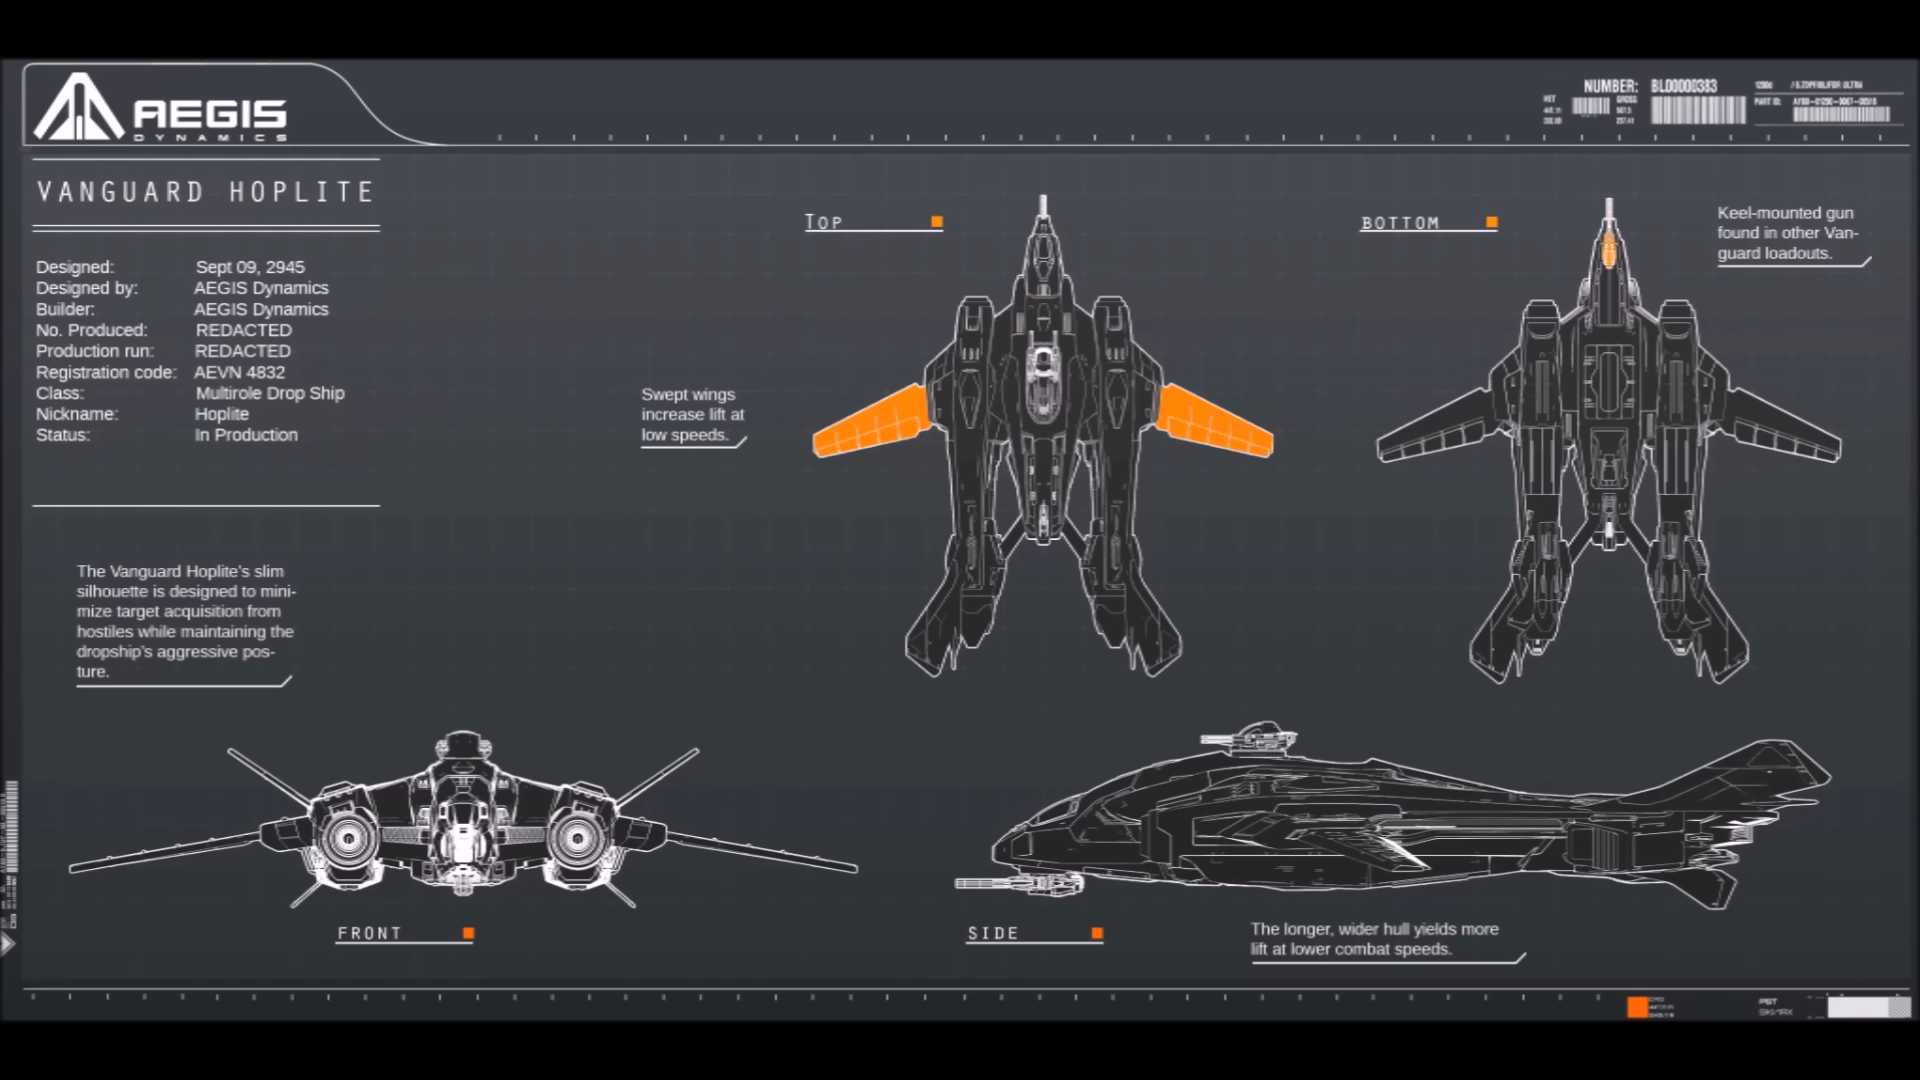 AEGIS
DYNAMICS
NUMBER: BLD0000383
PART ID:
VANGUARD HOPLITE
Designed: Sept 09, 2945
Designed by: AEGIS Dynamics
Builder: AEGIS Dynamics
No. Produced: REDACTED
Production run: REDACTED
Registration code: AEVN 4832
Class: Multirole Drop Ship
Nickname: Hoplite
Status: In Production
The Vanguard Hoplite's slim
silhouette is designed to mini-
mize target acquisition from
hostiles while maintaining the
dropship's aggressive pos-
ture.
TOP
Swept wings
increase lift at
low speeds.
BOTTOM
Keel-mounted gun
found in other Van-
guard loadouts.
FRONT
SIDE
The longer, wider hull yields more
lift at lower combat speeds.